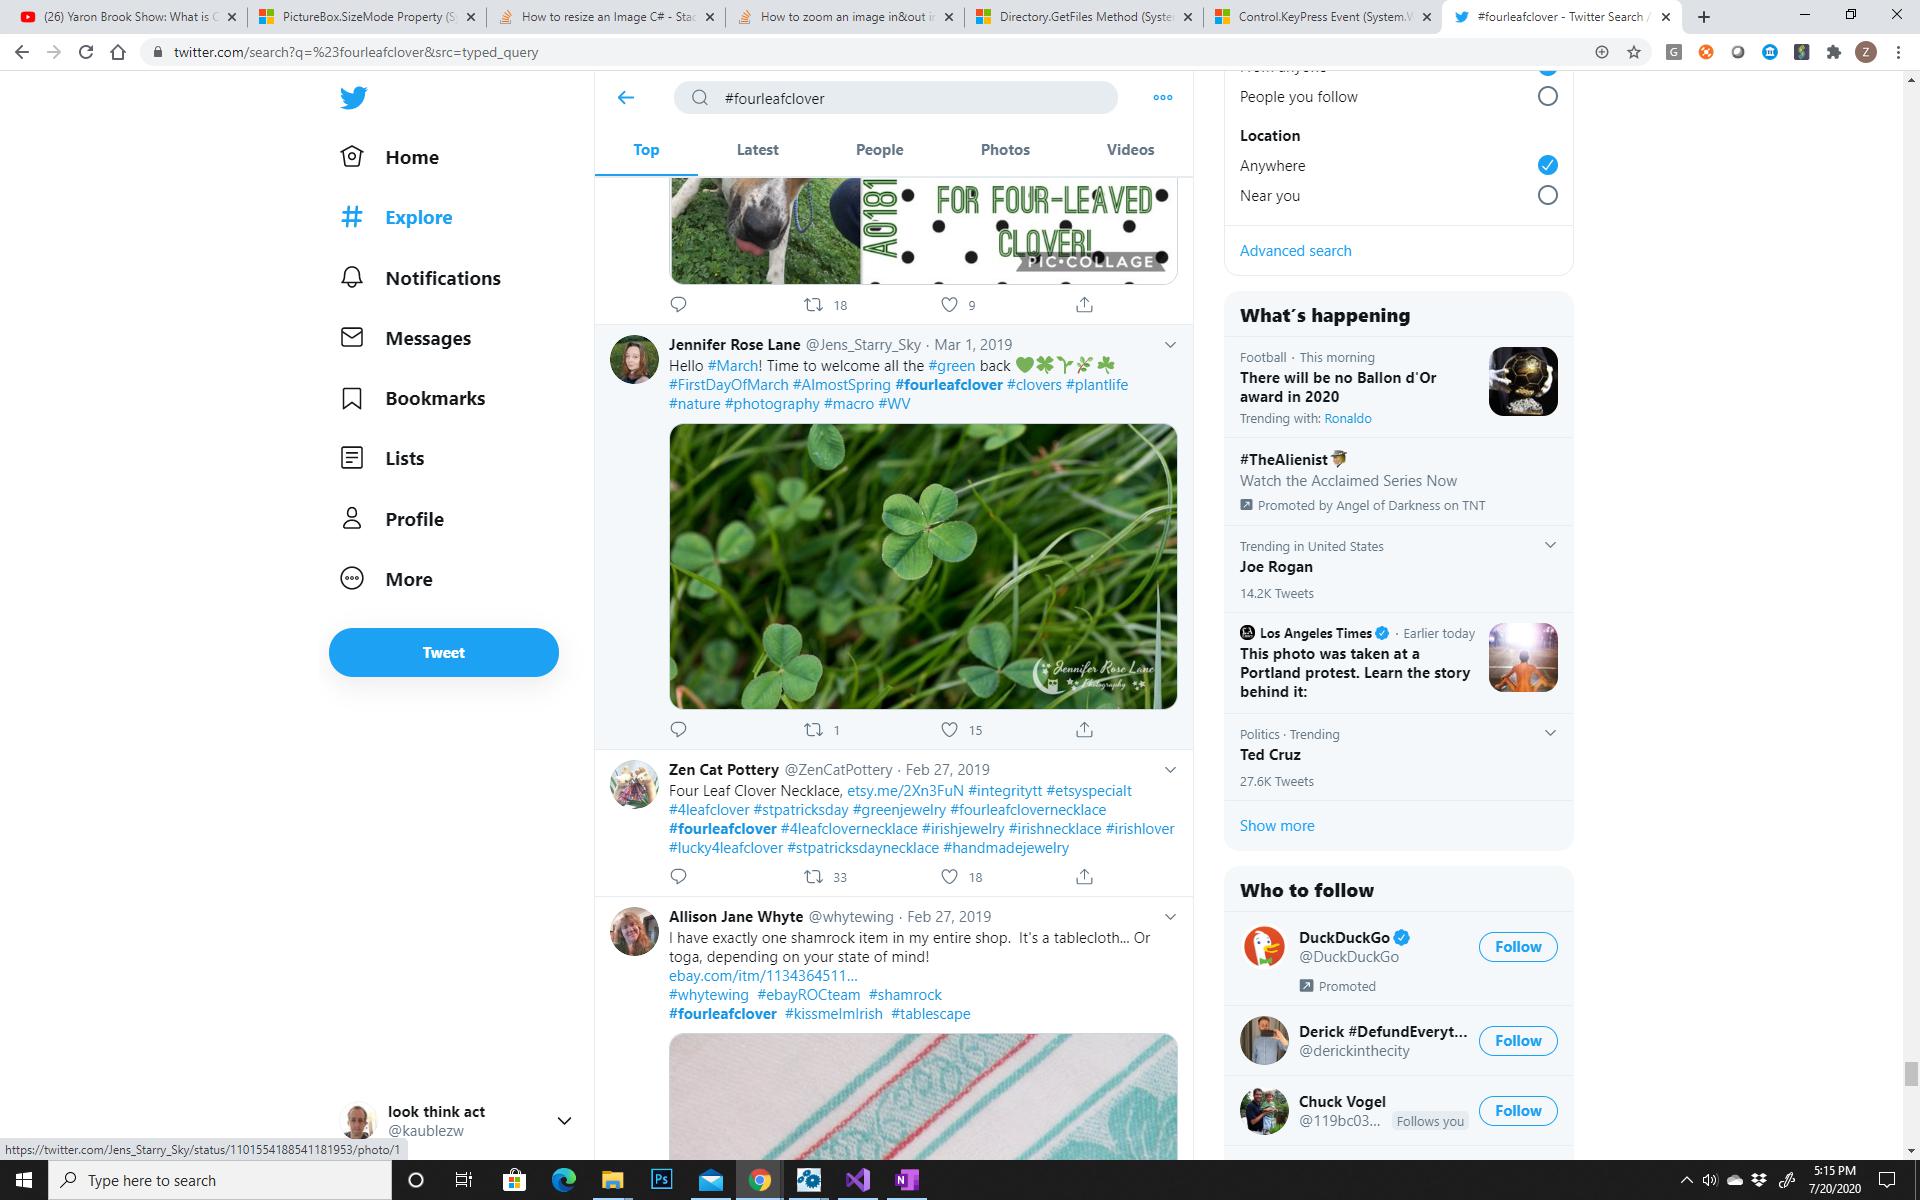 (26) Yaron Brook Show: What is C
PictureBox.SizeMode Property (S
How to resize an Image C# - Stac
How to zoom an image in&out i
Directory.GetFiles Method (Syste
Control.KeyPress Event (System.W
#fourleafclover - Twitter Search /
twitter.com/search?q=%23fourleafclover&src=typed_query
Z
Home
Explore
Notifications
Messages
Bookmarks
Lists
Profile
More
Tweet
look think act
@kaublezw
#fourleafclover
Top
Latest
People
Photos
Videos
A0181
FOR FOUR-LEAVED
CLOVER!
PIC•COLLAGE
18
9
Jennifer Rose Lane @Jens_Starry_Sky · Mar 1, 2019
Hello #March! Time to welcome all the #green back 💚🍀🌱🌿☘
#FirstDayOfMarch #AlmostSpring #fourleafclover #clovers #plantlife
#nature #photography #macro #WV
Jennifer Rose Lane
Photography
1
15
Zen Cat Pottery @ZenCatPottery · Feb 27, 2019
Four Leaf Clover Necklace, etsy.me/2Xn3FuN #integritytt #etsyspecialt
#4leafclover #stpatricksday #greenjewelry #fourleafclovernecklace
#fourleafclover #4leafclovernecklace #irishjewelry #irishnecklace #irishlover
#lucky4leafclover #stpatricksdaynecklace #handmadejewelry
33
18
Allison Jane Whyte @whytewing · Feb 27, 2019
I have exactly one shamrock item in my entire shop. It's a tablecloth... Or
toga, depending on your state of mind!
ebay.com/itm/1134364511...
#whytewing #ebayROCteam #shamrock
#fourleafclover #kissmeImIrish #tablescape
From anyone
People you follow
Location
Anywhere
Near you
Advanced search
What's happening
Football · This morning
There will be no Ballon d'Or
award in 2020
Trending with: Ronaldo
#TheAlienist
Watch the Acclaimed Series Now
Promoted by Angel of Darkness on TNT
Trending in United States
Joe Rogan
14.2K Tweets
Los Angeles Times · Earlier today
This photo was taken at a
Portland protest. Learn the story
behind it:
Politics · Trending
Ted Cruz
27.6K Tweets
Show more
Who to follow
DuckDuckGo
@DuckDuckGo
Follow
Promoted
Derick #DefundEveryt...
@derickinthecity
Follow
Chuck Vogel
@119bc03... Follows you
Follow
https://twitter.com/Jens_Starry_Sky/status/1101554188541181953/photo/1
Type here to search
Ps
N
5:15 PM
7/20/2020